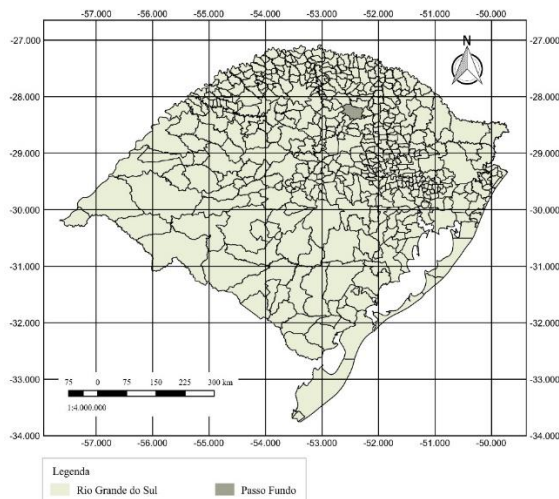 -57.000 -56.000 -55.000 -54.000 -53.000 -52.000 -51.000 -50.000
-27.000 -27.000
N
-28.000 -28.000
-29.000 -29.000
-30.000 -30.000
-31.000 -31.000
-32.000 -32.000
75 0 75 150 225 300 km
-33.000 -33.000
1:4.000.000
-34.000 -34.000
-57.000 -56.000 -55.000 -54.000 -53.000 -52.000 -51.000 -50.000
Legenda
Rio Grande do Sul Passo Fundo